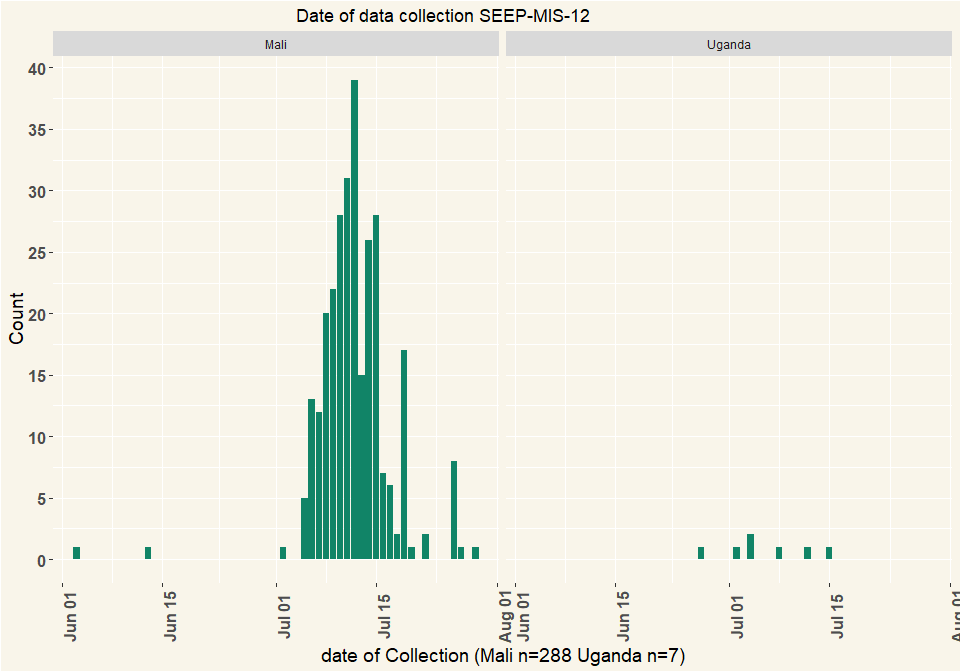 Date of data collection SEEP-MIS-12
Mali
Uganda
Count
40
35
30
25
20
15
10
5
0
Jun 01
Jun 15
Jul 01
Jul 15
Aug 01
Jun 01
Jun 15
Jul 01
Jul 15
Aug 01
date of Collection (Mali n=288 Uganda n=7)